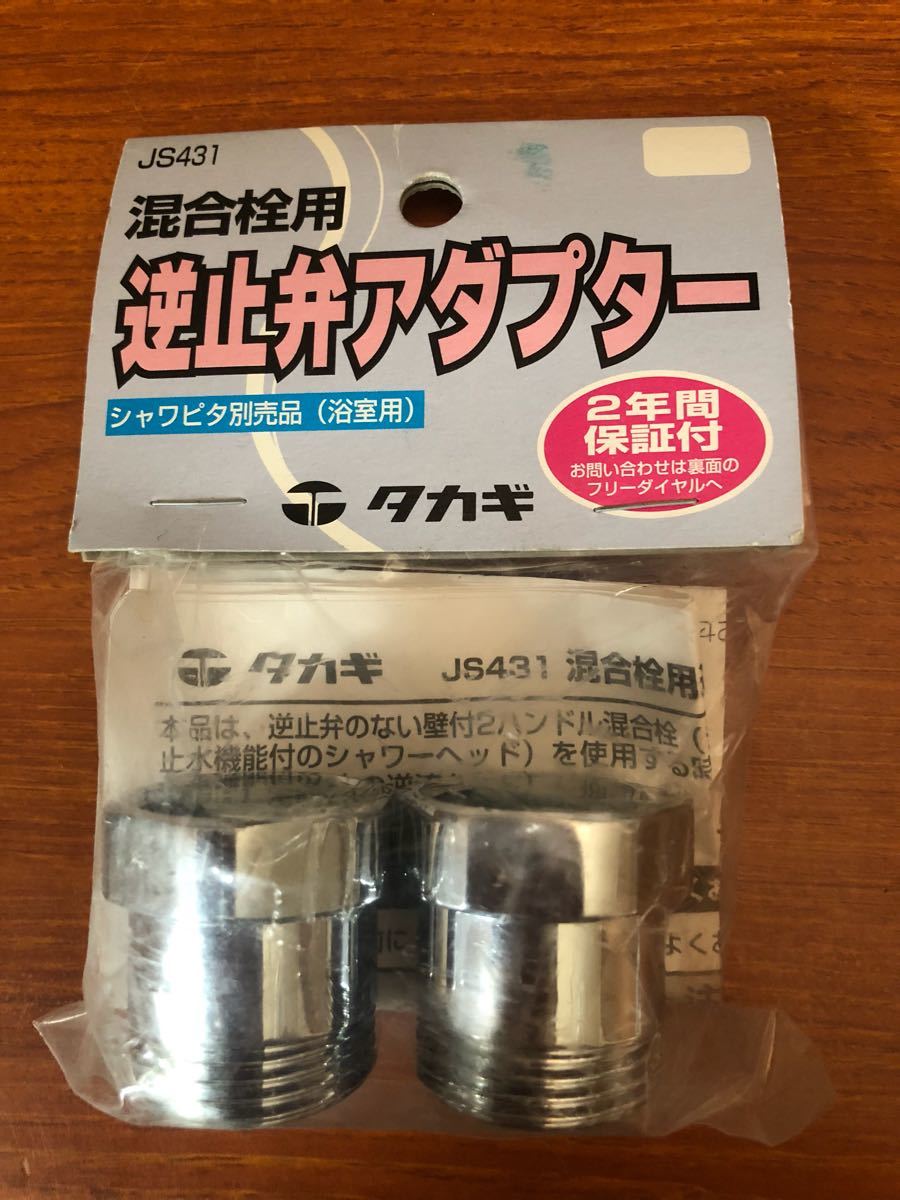 JS431
混合栓用
逆止弁アダプター
シャワピタ別売品（浴室用）
2年間
保証付
お問い合わせは裏面の
フリーダイヤルへ
タカギ
タカギ JS431 混合栓用
本品は、逆止弁のない壁付2ハンドル混合栓（
止水機能付のシャワーヘッド）を使用する